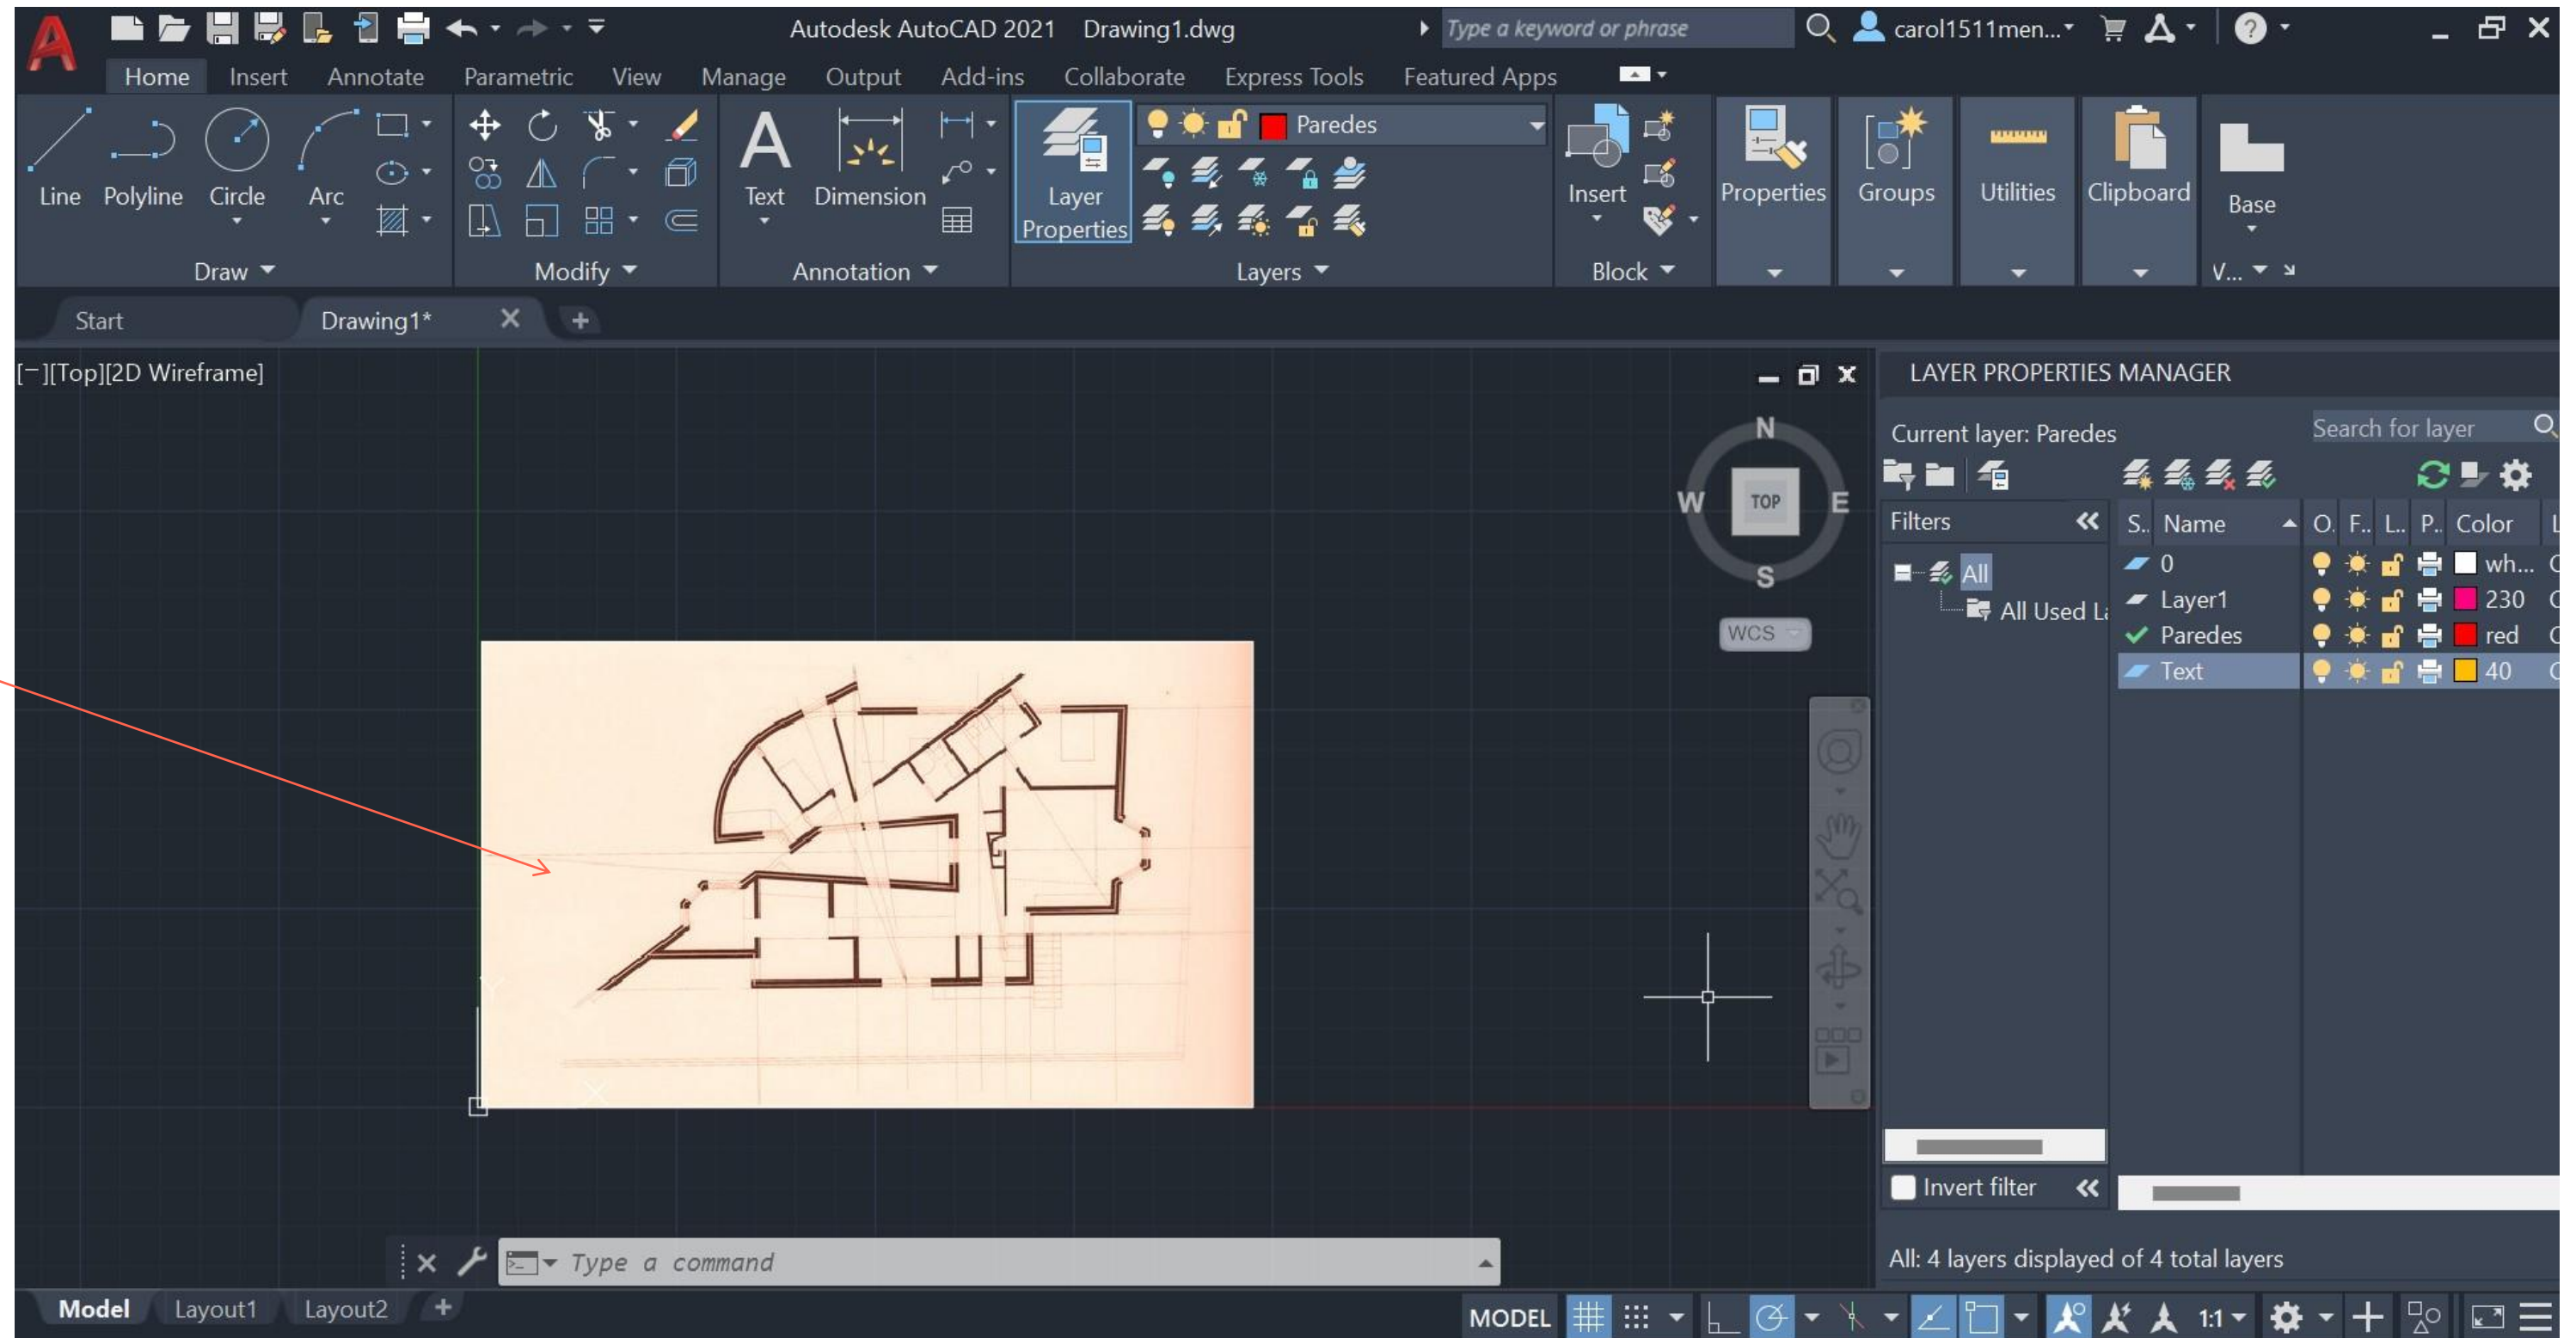 Autodesk AutoCAD 2021 Drawing1.dwg
Type a keyword or phrase
carol1511men...
Home Insert Annotate Parametric View Manage Output Add-ins Collaborate Express Tools Featured Apps
Line Polyline Circle Arc
Draw
Modify
Text Dimension
Annotation
Layer Properties
Paredes
Layers
Insert
Block
Properties
Groups
Utilities
Clipboard
Base
V...
Start Drawing1*
[−][Top][2D Wireframe]
N
W TOP E
S
WCS
Y
X
LAYER PROPERTIES MANAGER
Current layer: Paredes
Search for layer
Filters
All
All Used La
S.. Name O. F.. L.. P.. Color L
0 wh... C
Layer1 230 C
Paredes red C
Text 40 C
Invert filter
All: 4 layers displayed of 4 total layers
Type a command
Model Layout1 Layout2
MODEL 1:1